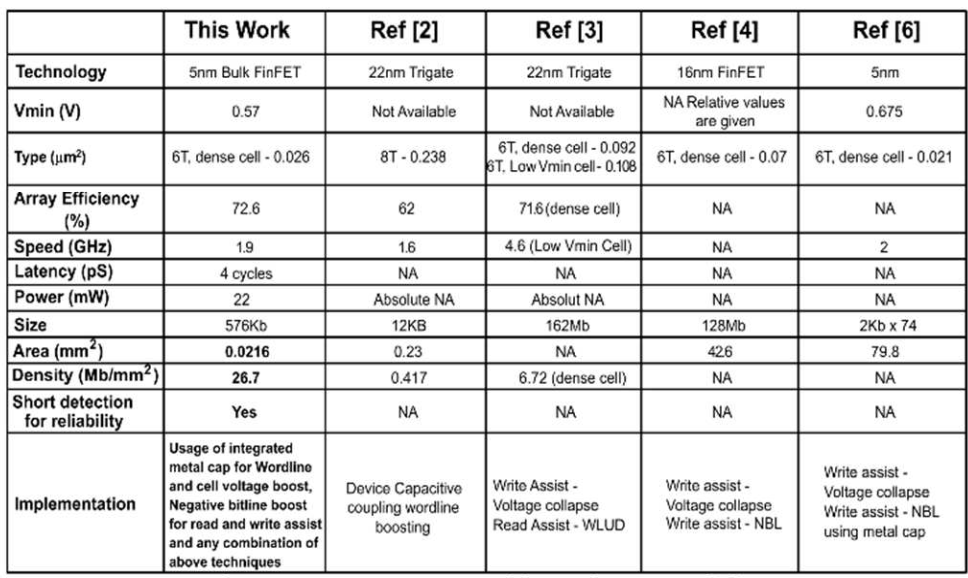 This Work Ref [2] Ref [3] Ref [4] Ref [6]
Technology 5nm Bulk FinFET 22nm Trigate 22nm Trigate 16nm FinFET 5nm
Vmin (V) 0.57 Not Available Not Available NA Relative values are given 0.675
Type (μm²) 6T, dense cell - 0.026 8T - 0.238 6T, dense cell - 0.092 6T, Low Vmin cell - 0.108 6T, dense cell - 0.07 6T, dense cell - 0.021
Array Efficiency (%) 72.6 62 71.6 (dense cell) NA NA
Speed (GHz) 1.9 1.6 4.6 (Low Vmin Cell) NA 2
Latency (pS) 4 cycles NA NA NA NA
Power (mW) 22 Absolute NA Absolut NA NA NA
Size 576Kb 12KB 162Mb 128Mb 2Kb x 74
Area (mm²) 0.0216 0.23 NA 42.6 79.8
Density (Mb/mm²) 26.7 0.417 6.72 (dense cell) NA NA
Short detection for reliability Yes NA NA NA NA
Implementation
Usage of integrated
metal cap for Wordline
and cell voltage boost,
Negative bitline boost
for read and write assist
and any combination of
above techniques
Device Capacitive
coupling wordline
boosting
Write Assist -
Voltage collapse
Read Assist - WLUD
Write assist -
Voltage collapse
Write assist - NBL
Write assist -
Voltage collapse
Write assist - NBL
using metal cap